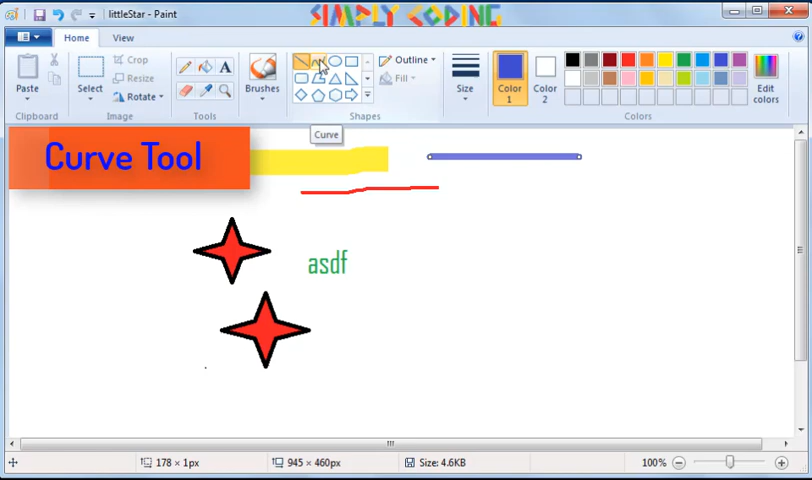 SIMPLY CODING
littleStar - Paint
Home
View
Paste
Clipboard
Select
Crop
Resize
Rotate
Image
A
Tools
Brushes
Outline
Fill
Shapes
Size
Color
1
Color
2
Edit
colors
Colors
Curve
Curve Tool
asdf
178 × 1px
945 × 460px
Size: 4.6KB
100%